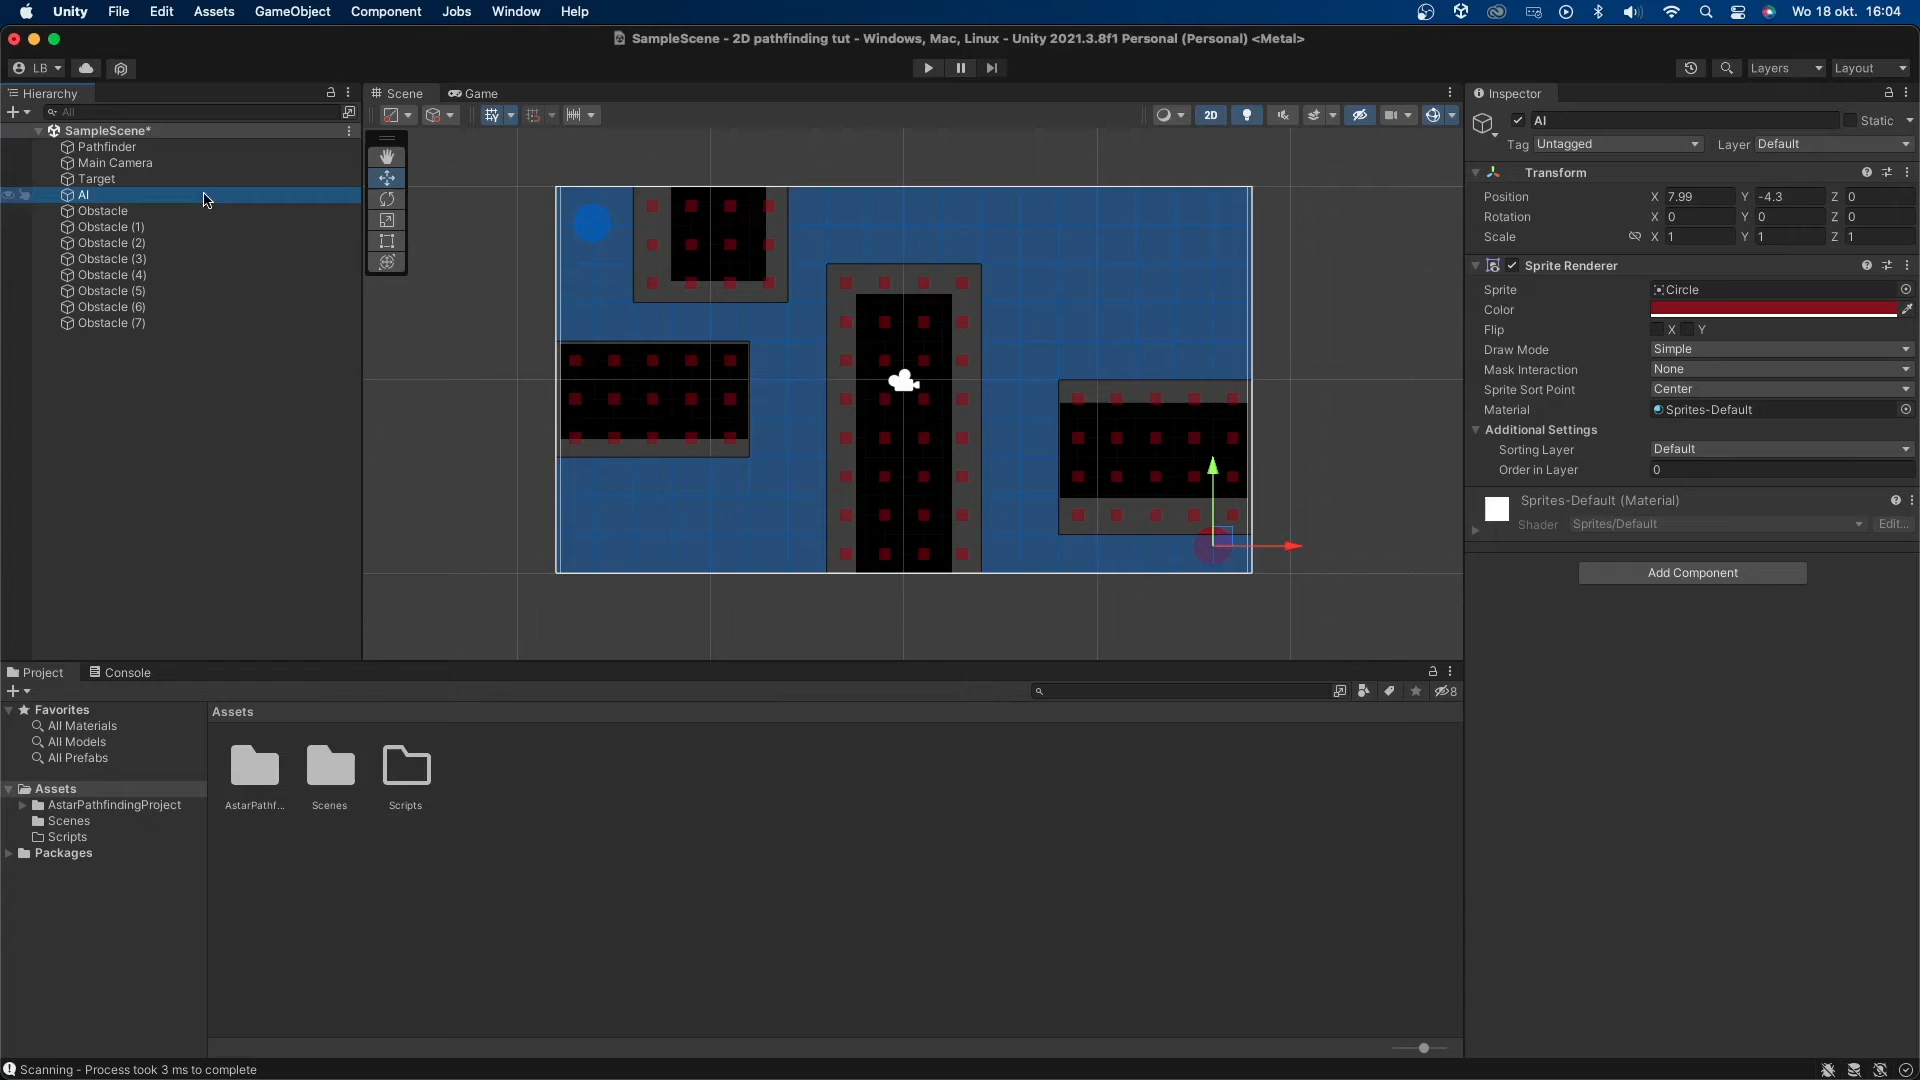 Unity File Edit Assets GameObject Component Jobs Window Help Wo 18 okt. 16:04
SampleScene - 2D pathfinding tut - Windows, Mac, Linux - Unity 2021.3.8f1 Personal (Personal) <Metal>
LB Layers Layout
Hierarchy
All
SampleScene*
Pathfinder
Main Camera
Target
AI
Obstacle
Obstacle (1)
Obstacle (2)
Obstacle (3)
Obstacle (4)
Obstacle (5)
Obstacle (6)
Obstacle (7)
Scene Game
2D
Inspector
AI Static
Tag Untagged Layer Default
Transform
Position X 7.99 Y -4.3 Z 0
Rotation X 0 Y 0 Z 0
Scale X 1 Y 1 Z 1
Sprite Renderer
Sprite Circle
Color
Flip X Y
Draw Mode Simple
Mask Interaction None
Sprite Sort Point Center
Material Sprites-Default
Additional Settings
Sorting Layer Default
Order in Layer 0
Sprites-Default (Material)
Shader Sprites/Default Edit...
Add Component
Project Console
8
Favorites
All Materials
All Models
All Prefabs
Assets
AstarPathfindingProject
Scenes
Scripts
Packages
Assets
AstarPathf... Scenes Scripts
Scanning - Process took 3 ms to complete